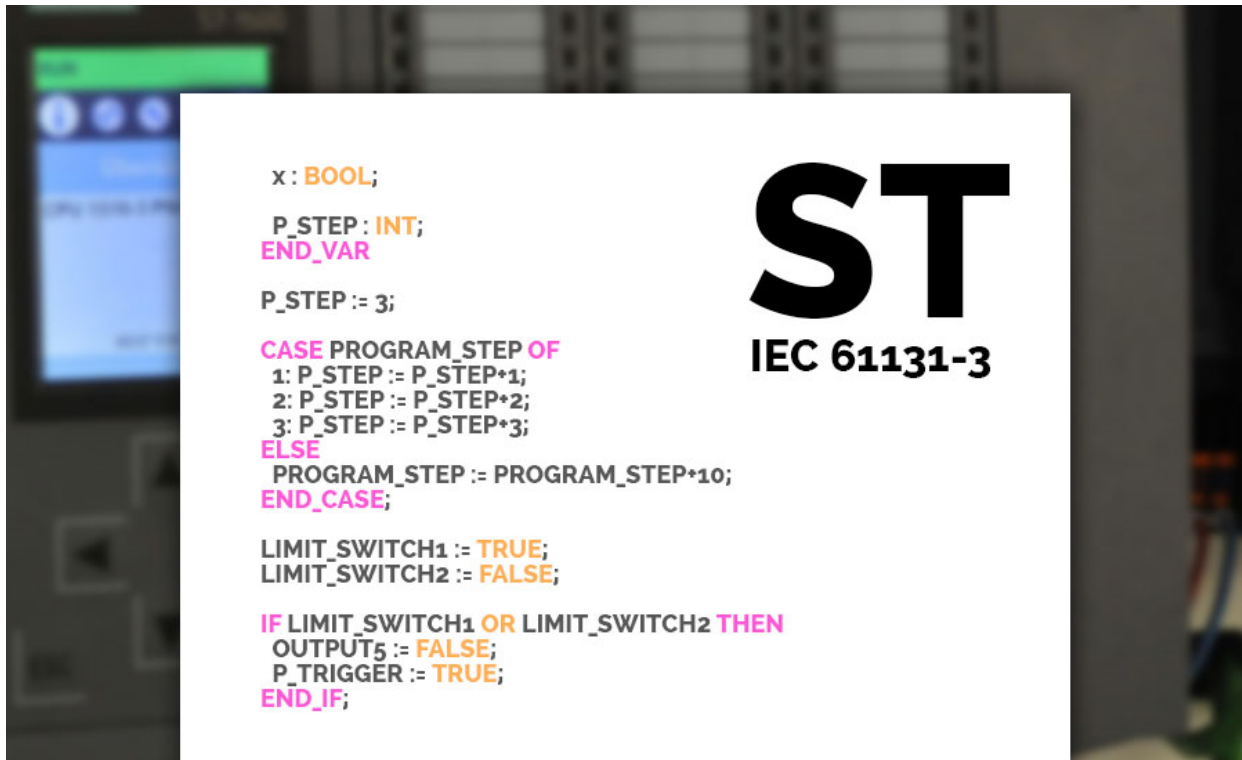 x : BOOL;
P_STEP : INT;
END_VAR
P_STEP := 3;
CASE PROGRAM_STEP OF
1: P_STEP := P_STEP+1;
2: P_STEP := P_STEP+2;
3: P_STEP := P_STEP+3;
ELSE
PROGRAM_STEP := PROGRAM_STEP+10;
END_CASE;
LIMIT_SWITCH1 := TRUE;
LIMIT_SWITCH2 := FALSE;
IF LIMIT_SWITCH1 OR LIMIT_SWITCH2 THEN
OUTPUT5 := FALSE;
P_TRIGGER := TRUE;
END_IF;
ST
IEC 61131-3